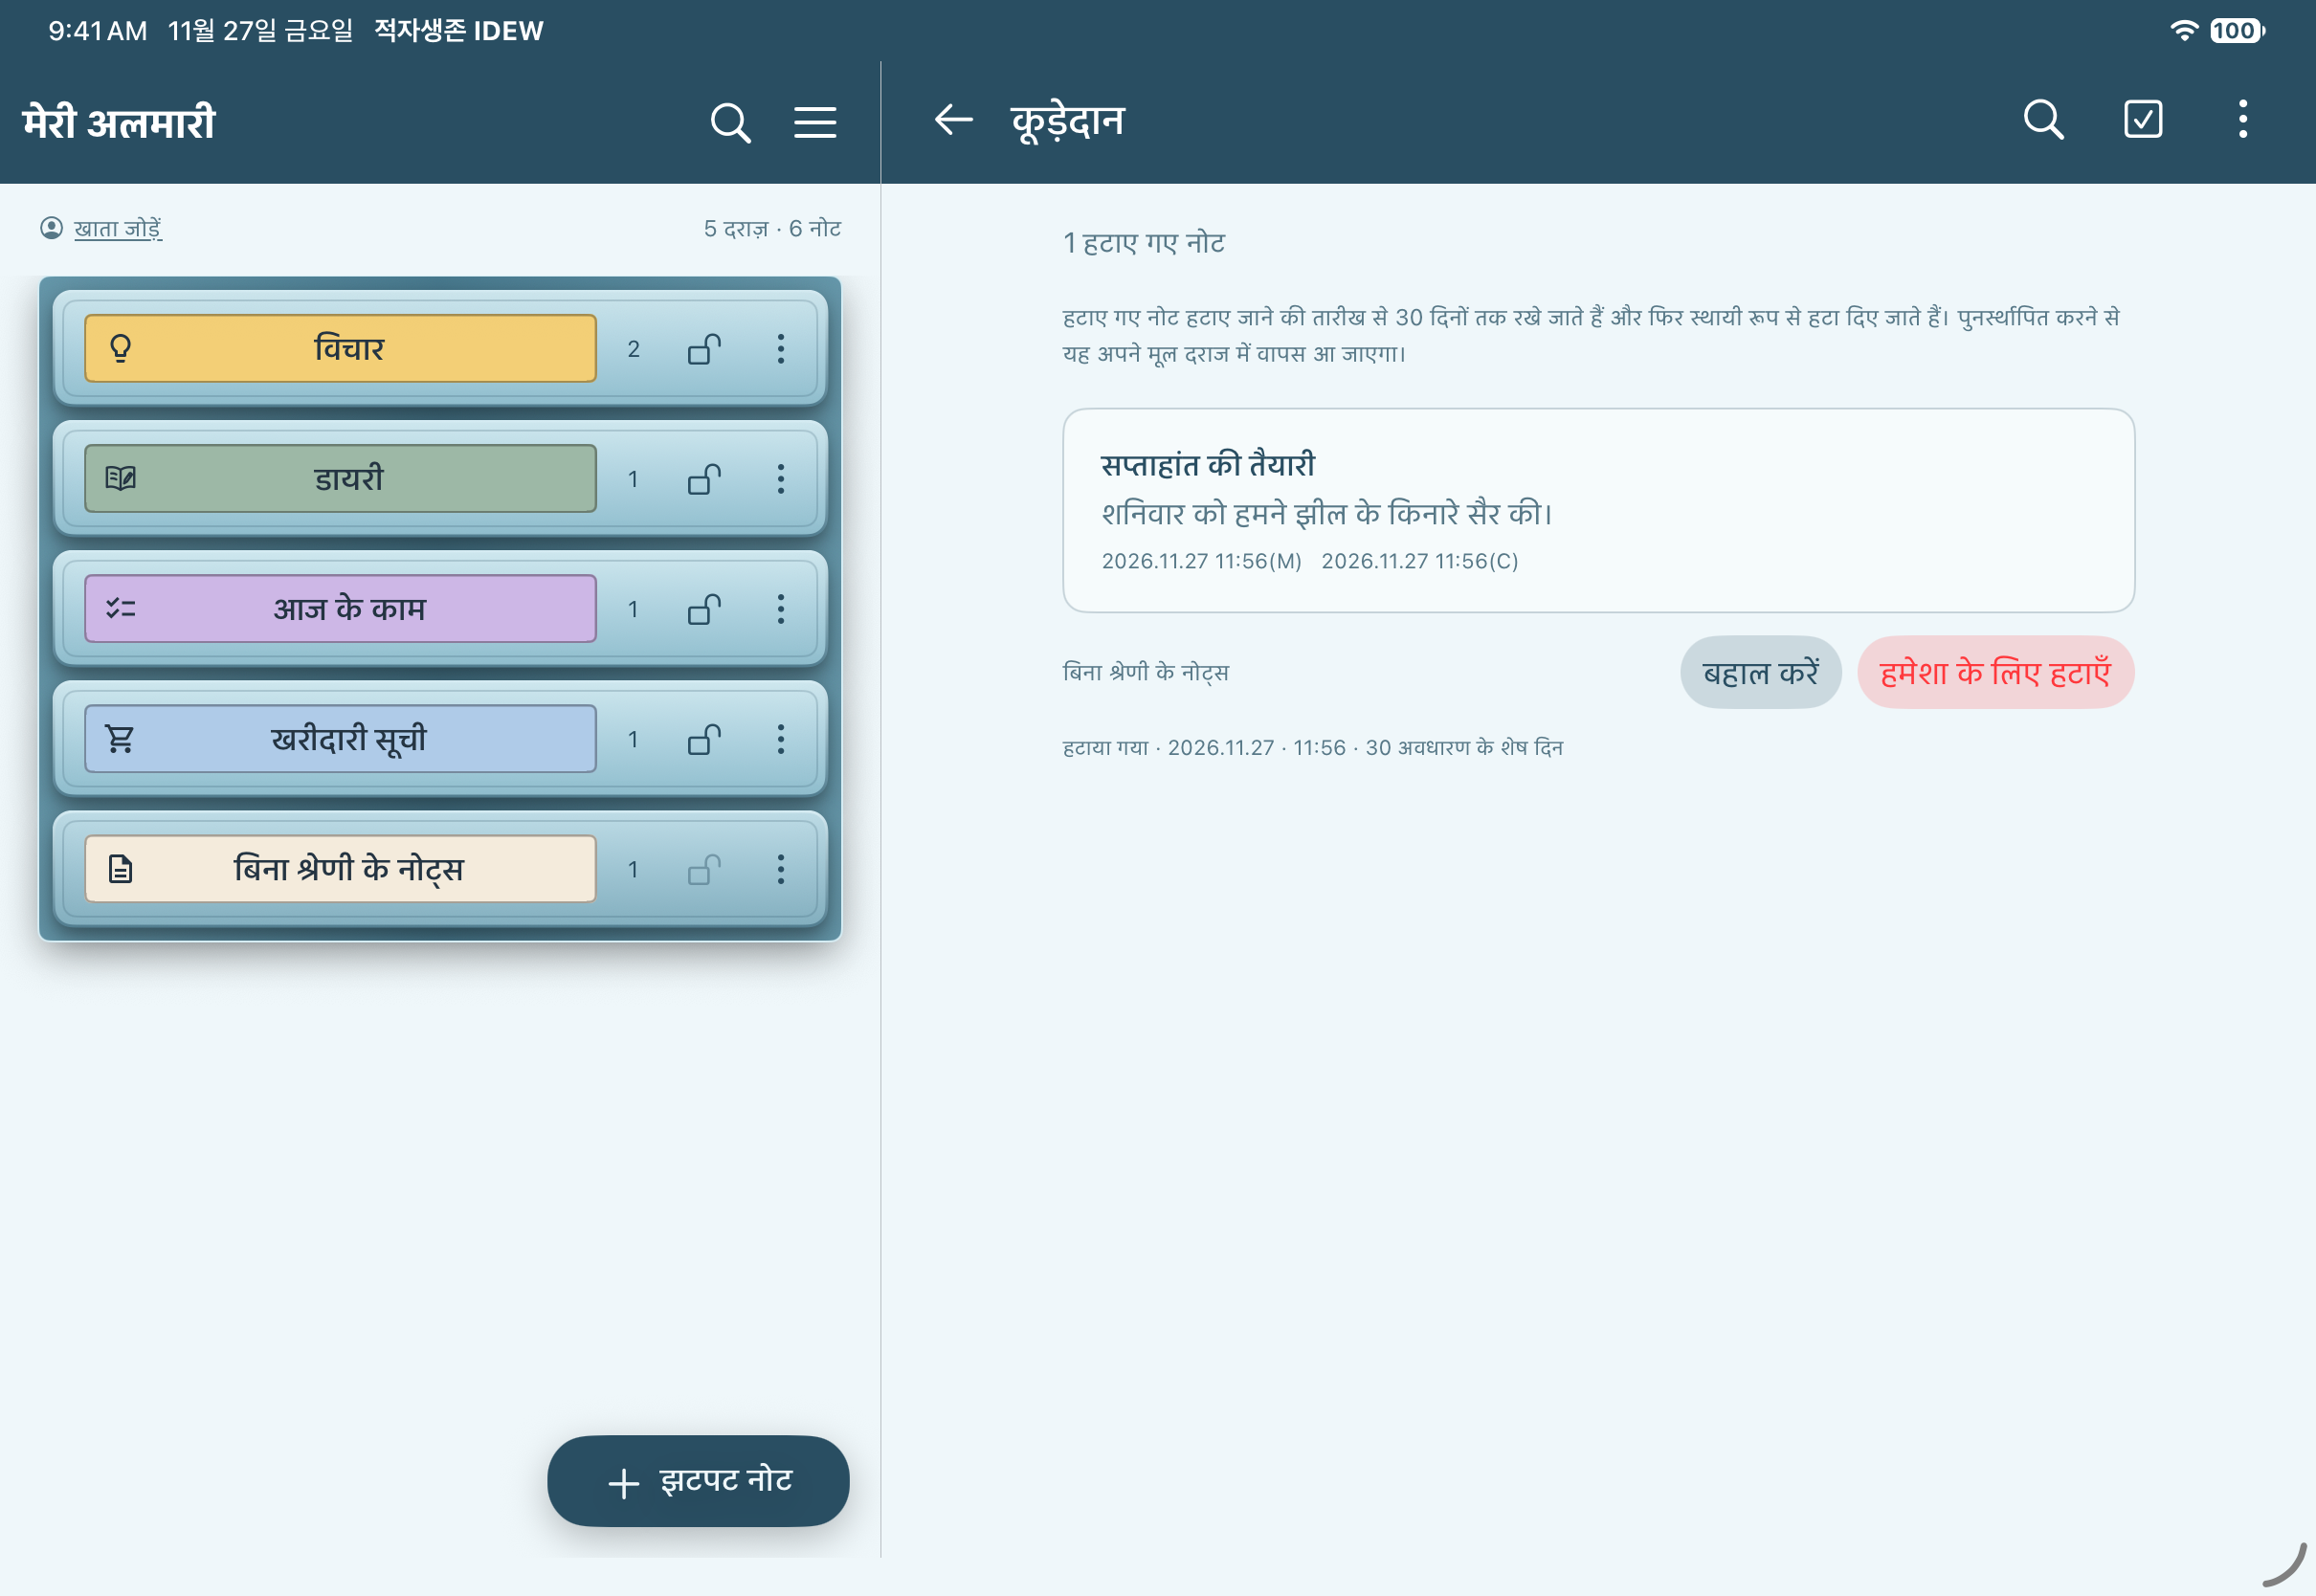 9:41 AM 11월 27일 금요일 적자생존 IDEW
100
मेरी अलमारी
खाता जोड़ें
5 दराज़ · 6 नोट
विचार
2
डायरी
1
आज के काम
1
खरीदारी सूची
1
बिना श्रेणी के नोट्स
1
झटपट नोट
कूड़ेदान
1 हटाए गए नोट
हटाए गए नोट हटाए जाने की तारीख से 30 दिनों तक रखे जाते हैं और फिर स्थायी रूप से हटा दिए जाते हैं। पुनर्स्थापित करने से
यह अपने मूल दराज में वापस आ जाएगा।
सप्ताहांत की तैयारी
शनिवार को हमने झील के किनारे सैर की।
2026.11.27 11:56(M) 2026.11.27 11:56(C)
बिना श्रेणी के नोट्स
बहाल करें
हमेशा के लिए हटाएँ
हटाया गया · 2026.11.27 · 11:56 · 30 अवधारण के शेष दिन